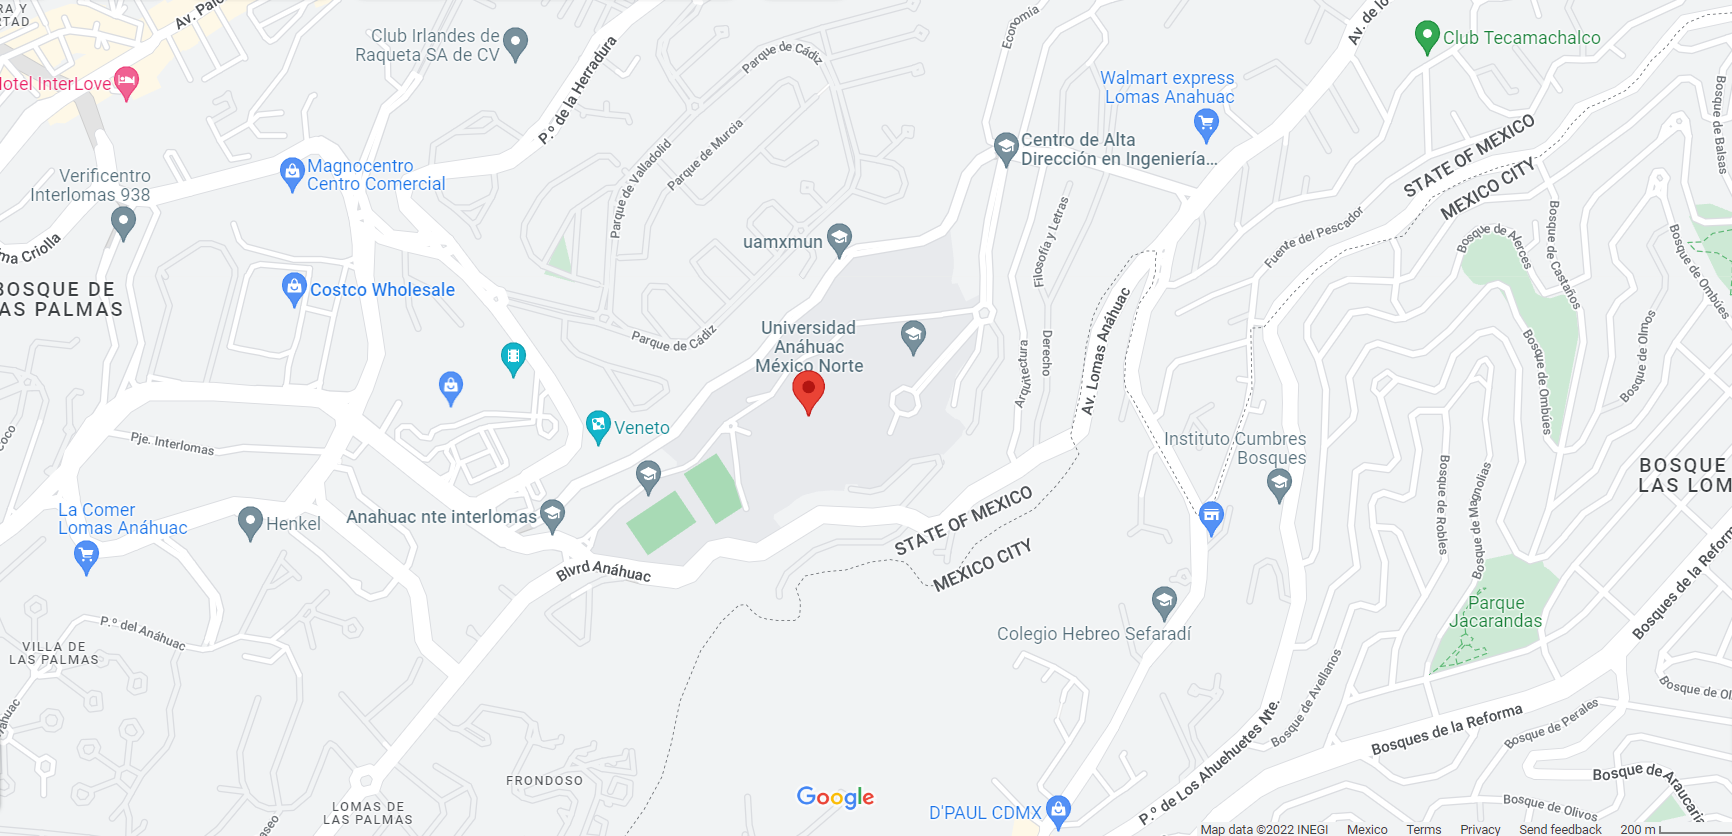 RA Y
RTAD
Av. Palo
Club Irlandes de
Raqueta SA de CV
Hotel InterLove
P.º de la Herradura
Parque de Cádiz
Economia
Av. de lo
Club Tecamachalco
Walmart express
Lomas Anahuac
Bosque de Balsas
Verificentro
Interlomas 938
Magnocentro
Centro Comercial
Parque de Valladolid
Parque de Murcia
Centro de Alta
Dirección en Ingeniería...
STATE OF MEXICO
MEXICO CITY
ma Criolla
uamxmun
Filosofía y Letras
Fuente del Pescador
Bosque de Alerces
Bosque de Castaños
Bosque de Ombúes
BOSQUE DE
AS PALMAS
Costco Wholesale
Universidad
Anáhuac
México Norte
Parque de Cádiz
Arquitectura
Derecho
Av. Lomas Anáhuac
Bosque de Ombúes
Bosque de Olmos
Veneto
Pje. Interlomas
coco
Instituto Cumbres
Bosques
Bosque de Robles
Bosque de Magnolias
BOSQUE
LAS LOM
La Comer
Lomas Anáhuac
Henkel
Anahuac nte interlomas
Blvrd Anáhuac
STATE OF MEXICO
MEXICO CITY
Bosques de la Reform
Parque
Jacarandas
P.º del Anáhuac
VILLA DE
LAS PALMAS
Colegio Hebreo Sefaradí
Bosque de Avellanos
Bosque de Ol
áhuac
P.º de Los Ahuehuetes Nte.
Bosques de la Reforma
Bosque de Perales
FRONDOSO
Bosque de Araucaria
LOMAS DE
LAS PALMAS
aseo
Google
D'PAUL CDMX
Bosque de Olivos
Map data ©2022 INEGI
Mexico
Terms
Privacy
Send feedback
200 m